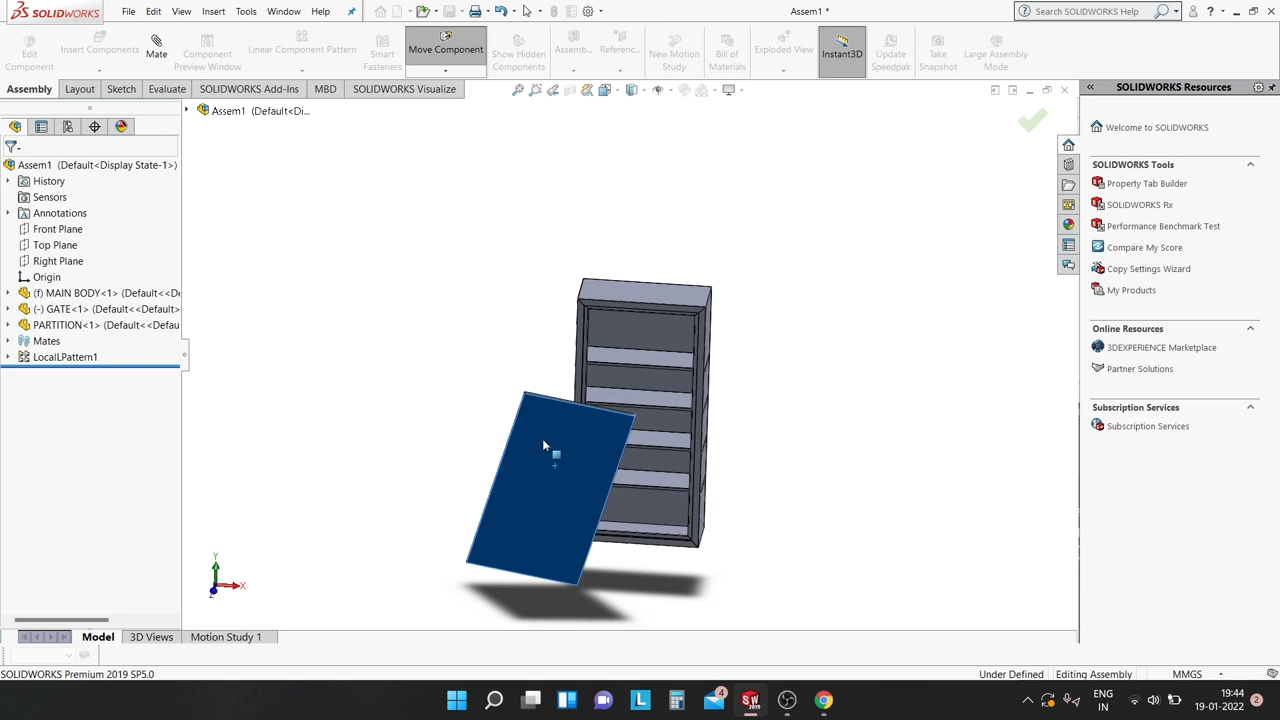 SOLIDWORKS
File Edit View Insert Tools Window Help
Assem1 *
Search SOLIDWORKS Help
Edit Component
Insert Components
Mate
Component Preview Window
Linear Component Pattern
Smart Fasteners
Move Component
Show Hidden Components
Assemb...
Referenc...
New Motion Study
Bill of Materials
Exploded View
Instant3D
Update Speedpak
Take Snapshot
Large Assembly Mode
Assembly Layout Sketch Evaluate SOLIDWORKS Add-Ins MBD SOLIDWORKS Visualize
Assem1 (Default<Di...
Assem1 (Default<Display State-1>)
History
Sensors
Annotations
Front Plane
Top Plane
Right Plane
Origin
(f) MAIN BODY<1> (Default<<De
(-) GATE<1> (Default<<Default>
PARTITION<1> (Default<<Defau
Mates
LocalLPattern1
Y
X
Z
SOLIDWORKS Resources
Welcome to SOLIDWORKS
SOLIDWORKS Tools
Property Tab Builder
SOLIDWORKS Rx
Performance Benchmark Test
Compare My Score
Copy Settings Wizard
My Products
Online Resources
3DEXPERIENCE Marketplace
Partner Solutions
Subscription Services
Subscription Services
Model 3D Views Motion Study 1
SOLIDWORKS Premium 2019 SP5.0
Under Defined Editing Assembly MMGS
4
SW
2019
L
ENG
IN
19:44
19-01-2022
2